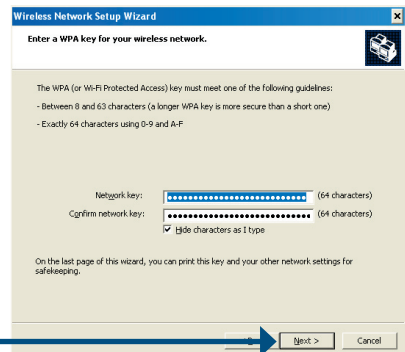 Wireless Network Setup Wizard
Enter a WPA key for your wireless network.
The WPA (or Wi-Fi Protected Access) key must meet one of the following guidelines:
- Between 8 and 63 characters (a longer WPA key is more secure than a short one)
- Exactly 64 characters using 0-9 and A-F
Network key: •••••••••••••••••••••••••• (64 characters)
Confirm network key: •••••••••••••••••••••••••• (64 characters)
Hide characters as I type
On the last page of this wizard, you can print this key and your other network settings for
safekeeping.
Next > Cancel